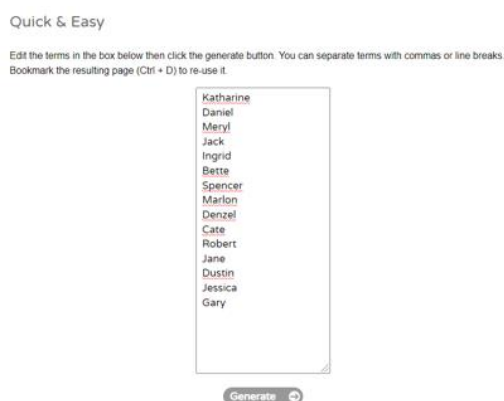 Quick & Easy
Edit the terms in the box below then click the generate button. You can separate terms with commas or line breaks.
Bookmark the resulting page (Ctrl + D) to re-use it.
Katharine
Daniel
Meryl
Jack
Ingrid
Bette
Spencer
Marlon
Denzel
Cate
Robert
Jane
Dustin
Jessica
Gary
Generate